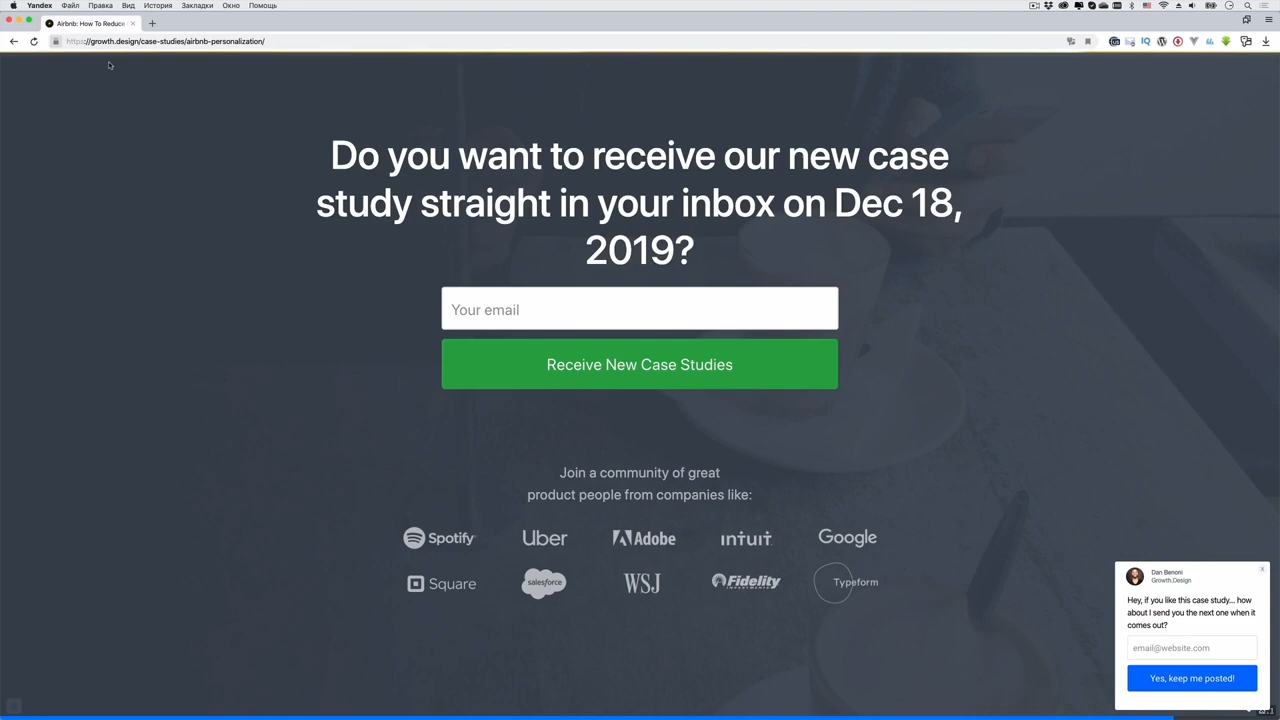 Yandex Файл Правка Вид История Закладки Окно Помощь
Airbnb: How To Reduce
https://growth.design/case-studies/airbnb-personalization/
Do you want to receive our new case
study straight in your inbox on Dec 18,
2019?
Your email
Receive New Case Studies
Join a community of great
product people from companies like:
Spotify Uber Adobe intuit Google
Square salesforce WSJ Fidelity Typeform
Dan Benoni
Growth.Design
x
Hey, if you like this case study... how
about I send you the next one when it
comes out?
email@website.com
Yes, keep me posted!